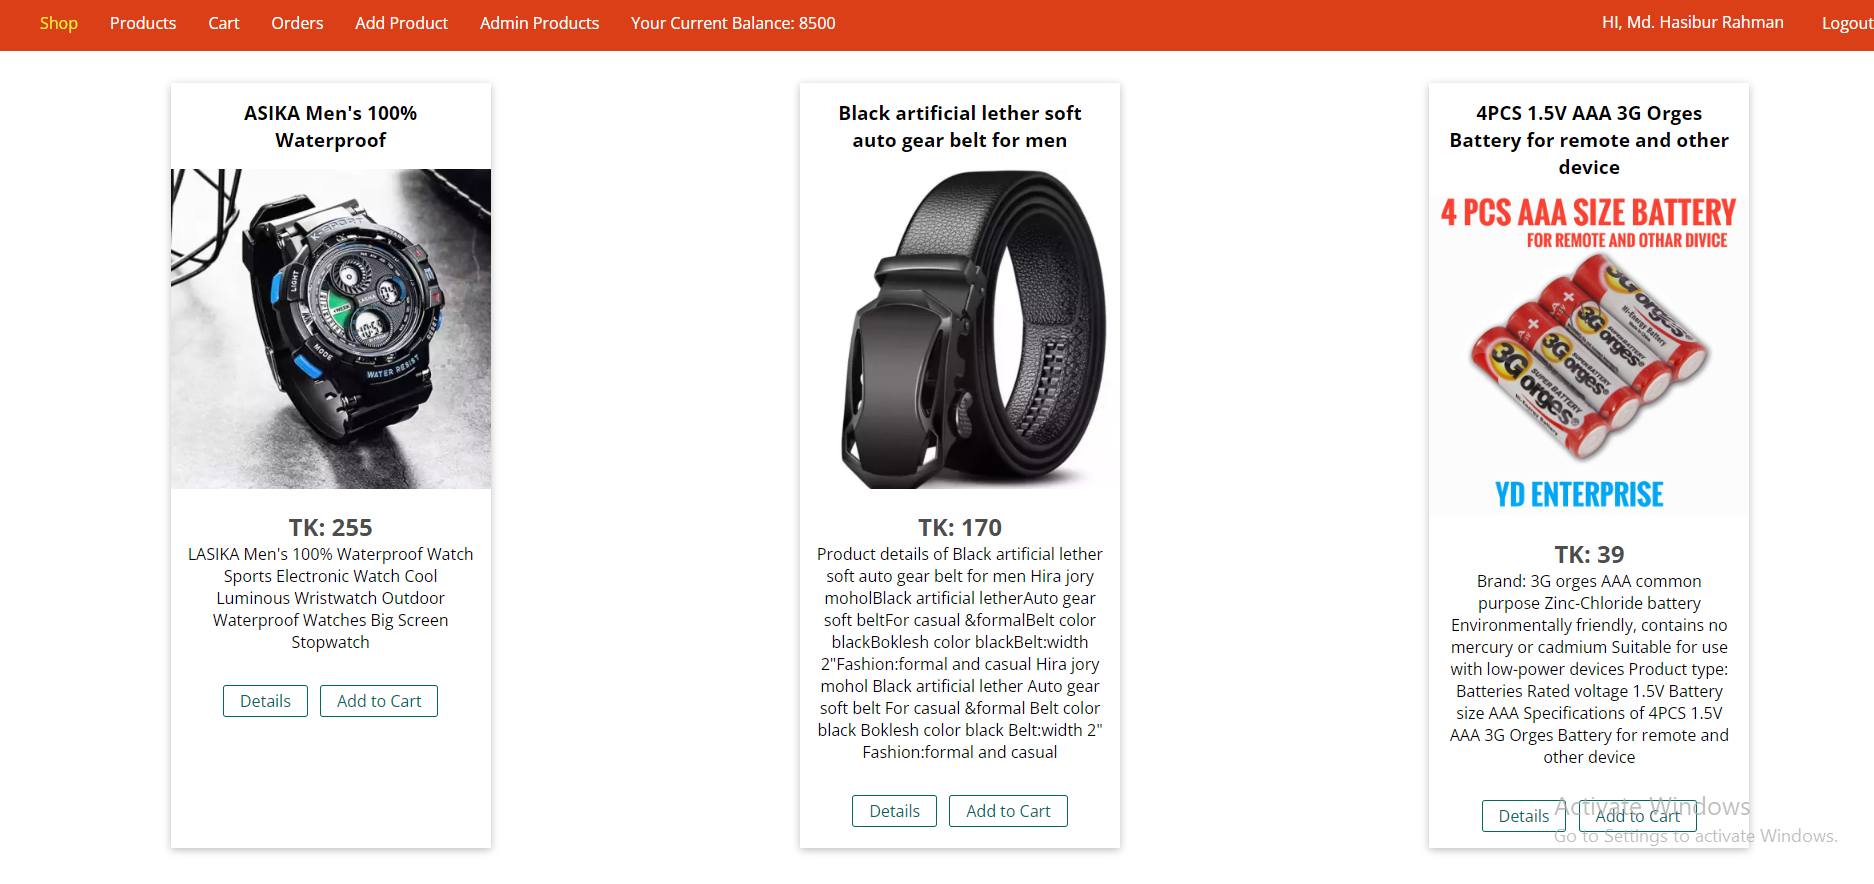 Shop Products Cart Orders Add Product Admin Products Your Current Balance: 8500 HI, Md. Hasibur Rahman Logout
ASIKA Men's 100%
Waterproof
K-SPORT
START
LIGHT
LASIKA
MODE
RESET
WATER RESIST
TK: 255
LASIKA Men's 100% Waterproof Watch
Sports Electronic Watch Cool
Luminous Wristwatch Outdoor
Waterproof Watches Big Screen
Stopwatch
Details Add to Cart
Black artificial lether soft
auto gear belt for men
TK: 170
Product details of Black artificial lether
soft auto gear belt for men Hira jory
moholBlack artificial letherAuto gear
soft beltFor casual &formalBelt color
blackBoklesh color blackBelt:width
2"Fashion:formal and casual Hira jory
mohol Black artificial lether Auto gear
soft belt For casual &formal Belt color
black Boklesh color black Belt:width 2"
Fashion:formal and casual
Details Add to Cart
4PCS 1.5V AAA 3G Orges
Battery for remote and other
device
4 PCS AAA SIZE BATTERY
FOR REMOTE AND OTHAR DIVICE
3G orges
SUPER BATTERY
Hi-Energy Battery
YD ENTERPRISE
TK: 39
Brand: 3G orges AAA common
purpose Zinc-Chloride battery
Environmentally friendly, contains no
mercury or cadmium Suitable for use
with low-power devices Product type:
Batteries Rated voltage 1.5V Battery
size AAA Specifications of 4PCS 1.5V
AAA 3G Orges Battery for remote and
other device
Details Add to Cart
Activate Windows
Go to Settings to activate Windows.